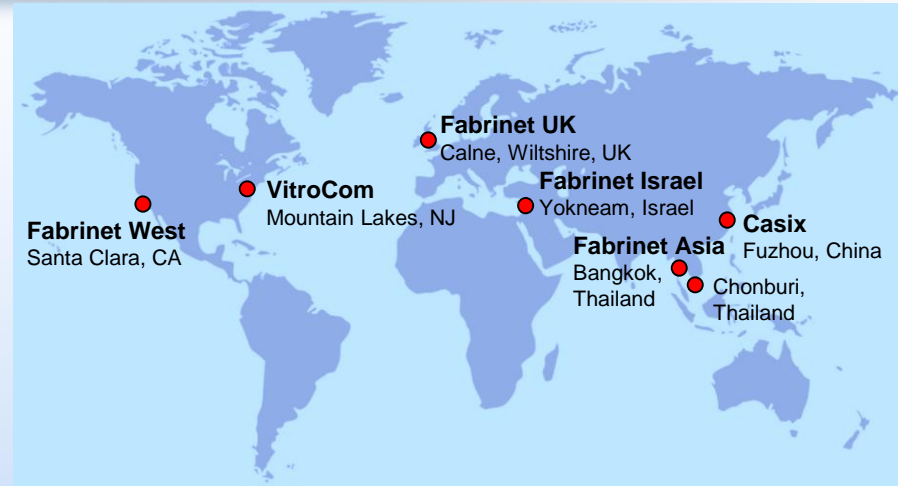 Fabrinet UK
Calne, Wiltshire, UK
VitroCom
Mountain Lakes, NJ
Fabrinet Israel
Yokneam, Israel
Fabrinet West
Santa Clara, CA
Casix
Fuzhou, China
Fabrinet Asia
Bangkok,
Thailand
Chonburi,
Thailand